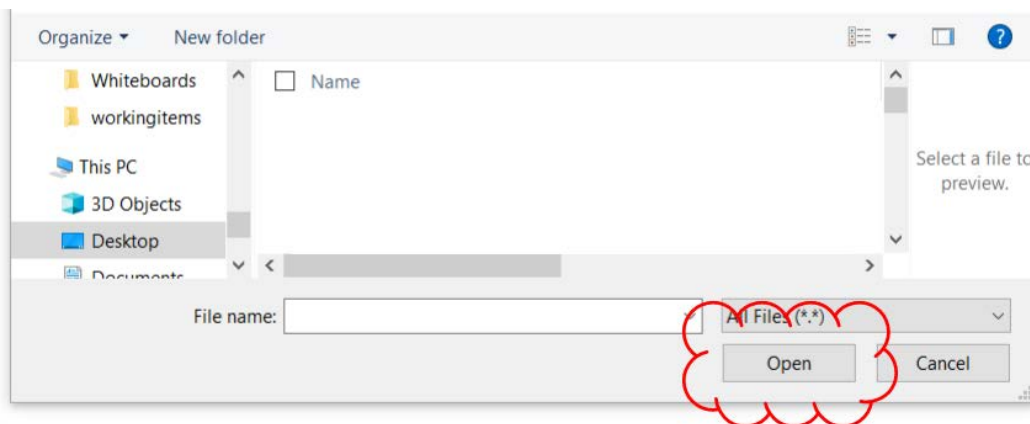 Organize New folder
?
Whiteboards
Name
workingitems
This PC
3D Objects
Desktop
Documents
Select a file to
preview.
File name:
All Files (*.*)
Open
Cancel